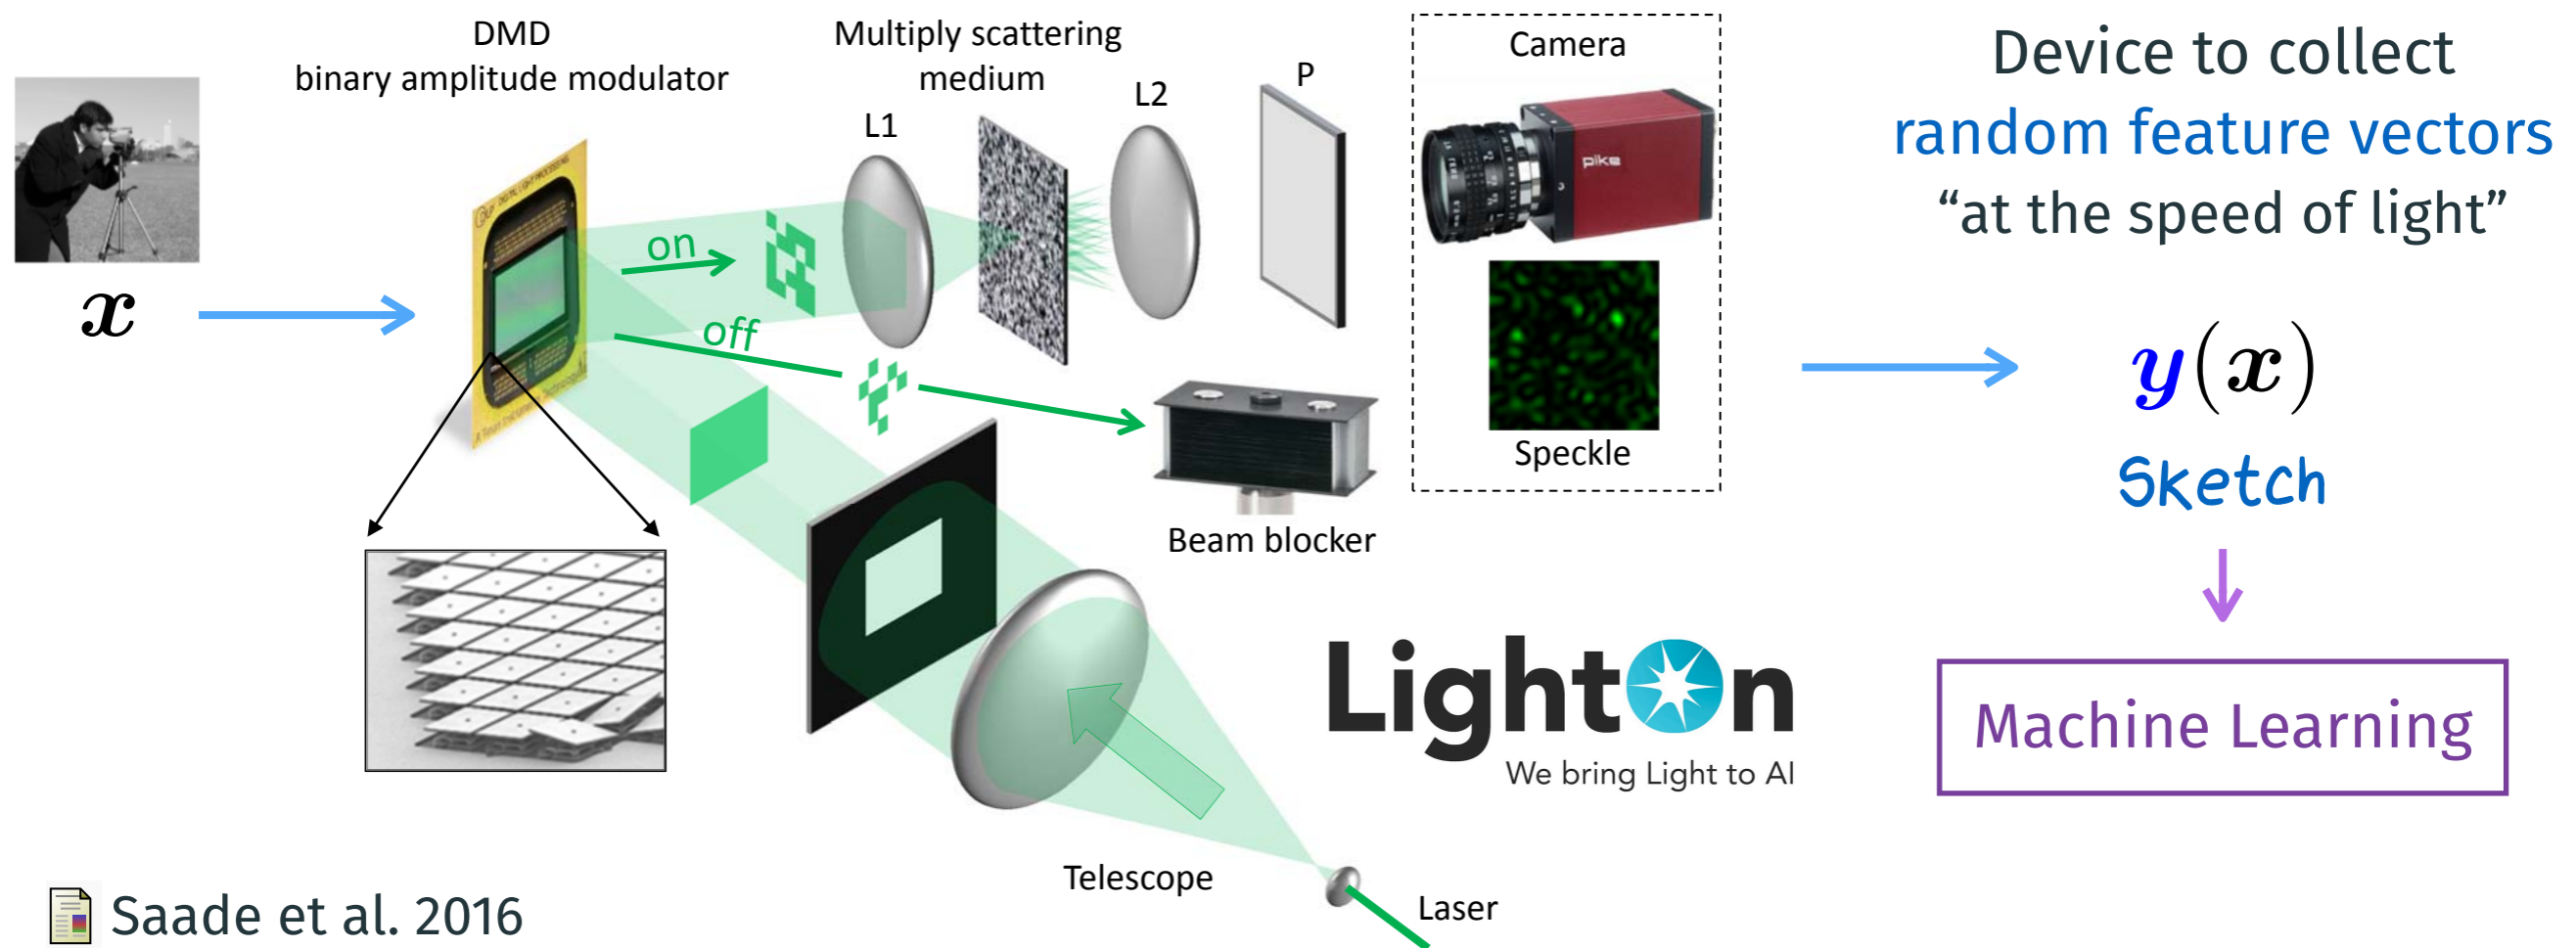 DMD
binary amplitude modulator
Multiply scattering
medium
L1
L2
P
Camera
pike
Speckle
Device to collect
random feature vectors
“at the speed of light”
x
on
off
y(x)
Sketch
Beam blocker
LightOn
We bring Light to AI
Machine Learning
Telescope
Laser
Saade et al. 2016